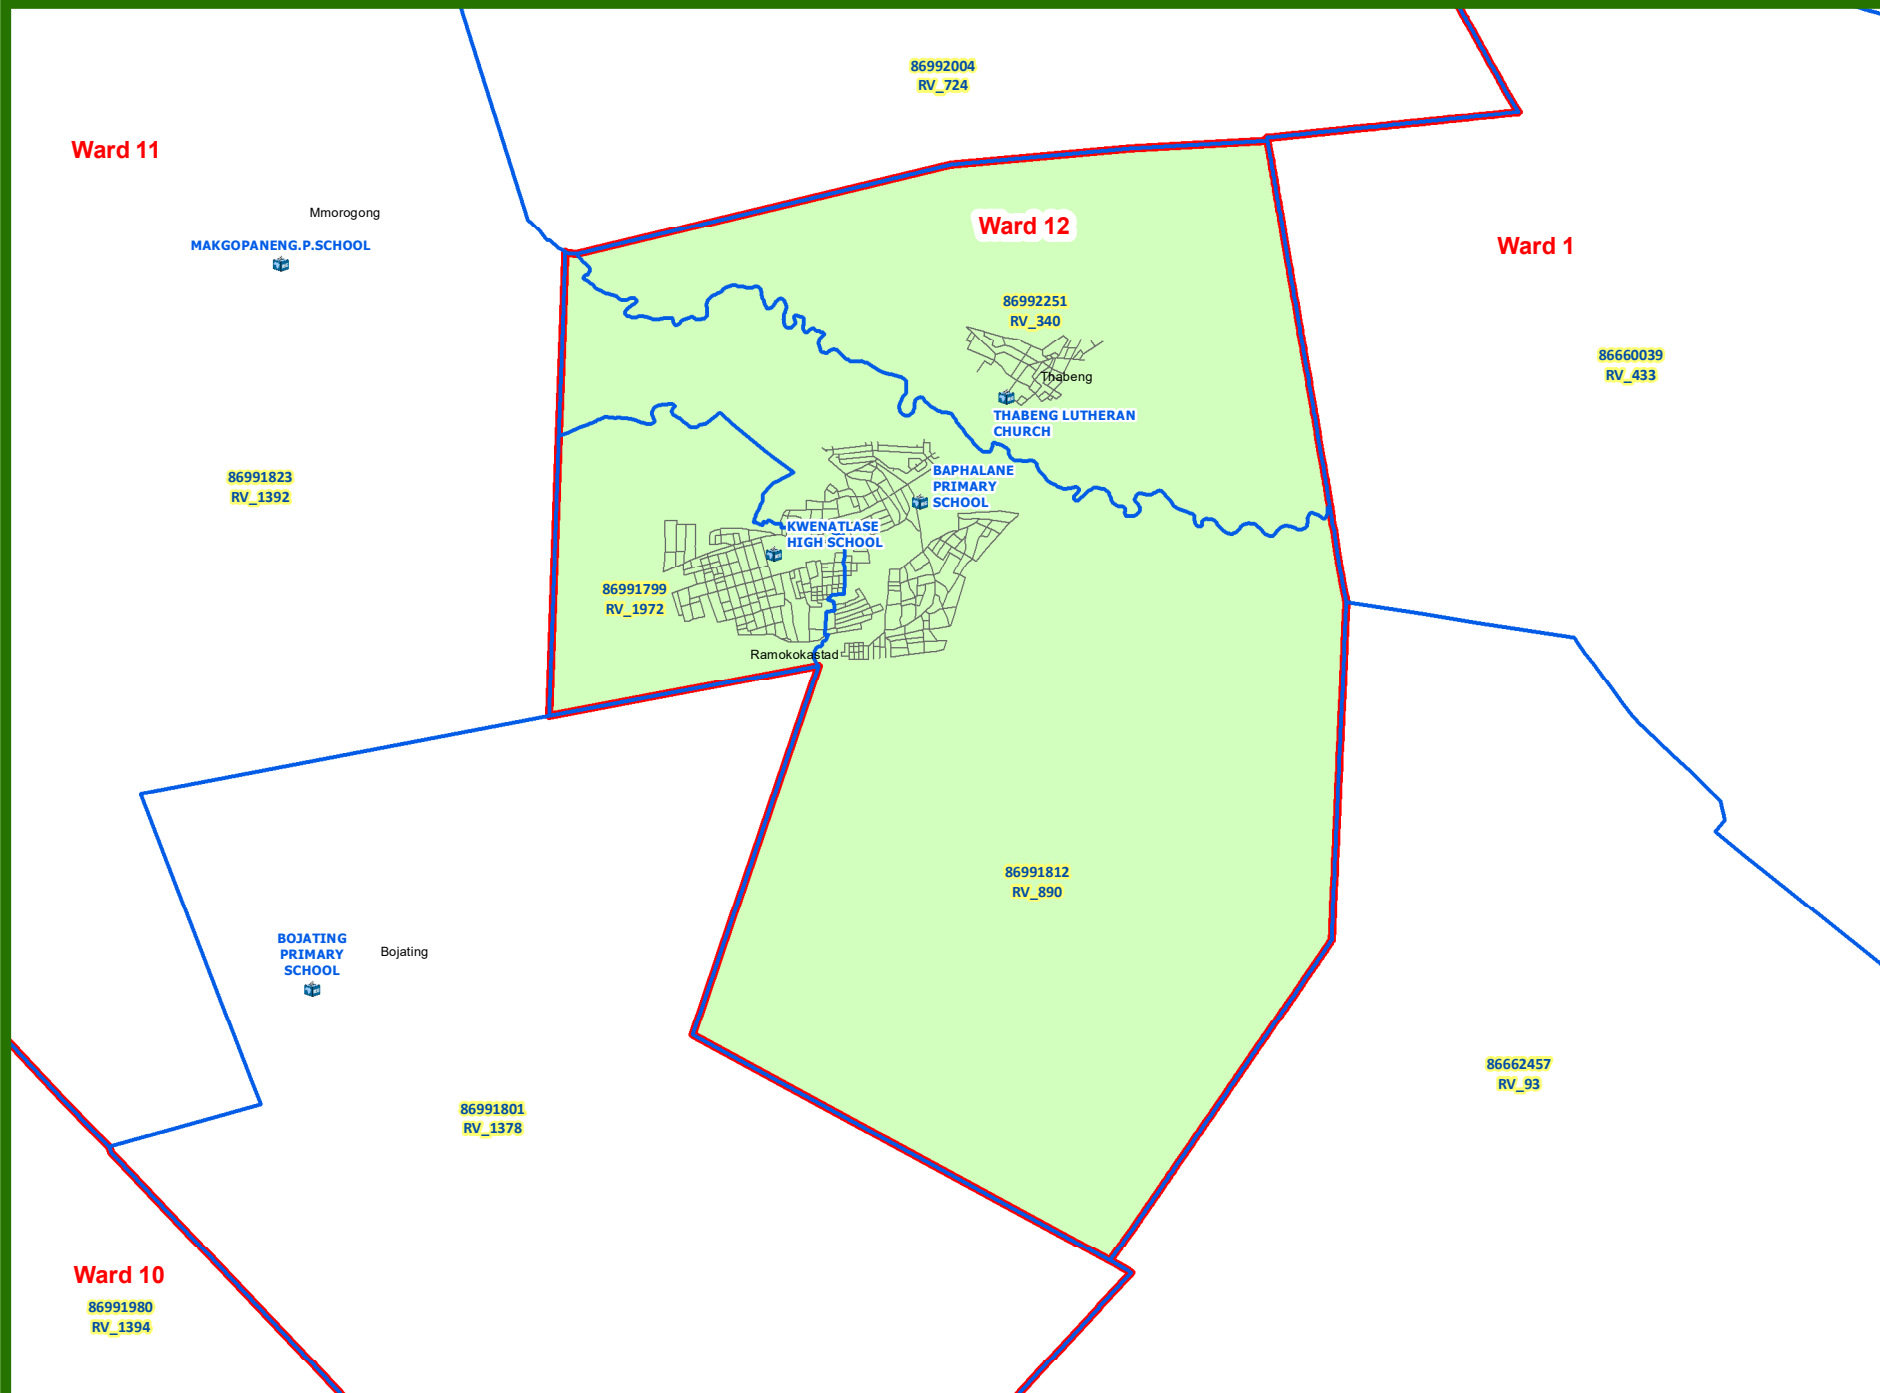 86992004
RV_724
Ward 11
Mmorogong
MAKGOPANENG.P.SCHOOL
Ward 12
Ward 1
86992251
RV_340
Thabeng
THABENG LUTHERAN
CHURCH
86660039
RV_433
86991823
RV_1392
BAPHALANE
PRIMARY
SCHOOL
KWENATLASE
HIGH SCHOOL
86991799
RV_1972
Ramokokastad
86991812
RV_890
BOJATING
PRIMARY
SCHOOL
Bojating
86662457
RV_93
86991801
RV_1378
Ward 10
86991980
RV_1394